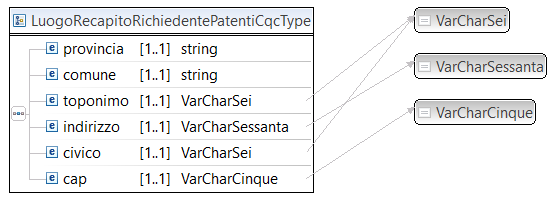 LuogoRecapitoRichiedentePatentiCqcType
provincia [1..1] string
comune [1..1] string
toponimo [1..1] VarCharSei
indirizzo [1..1] VarCharSessanta
civico [1..1] VarCharSei
cap [1..1] VarCharCinque
VarCharSei
VarCharSessanta
VarCharCinque